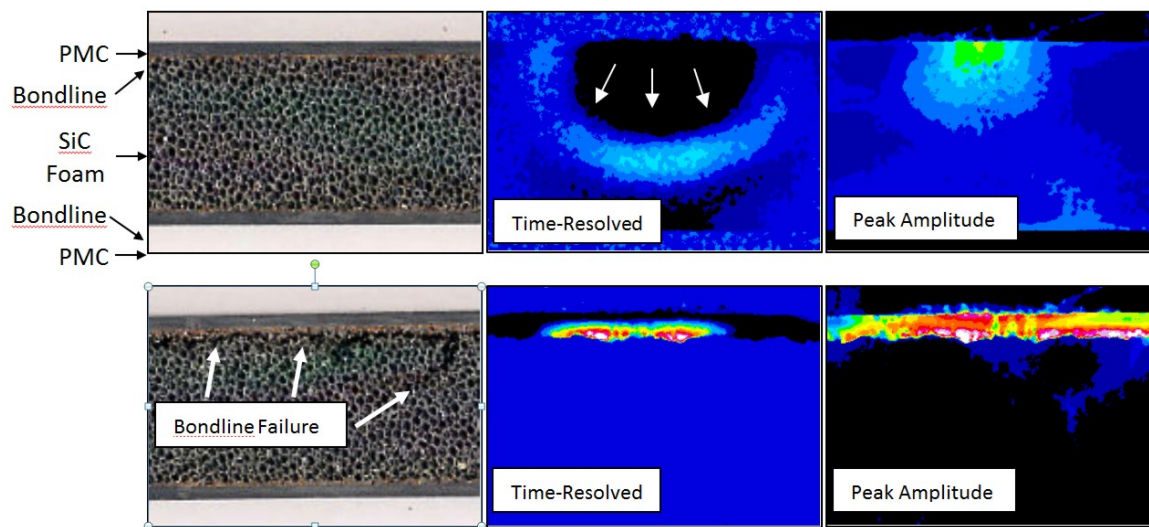 PMC
Bondline
SiC
Foam
Bondline
PMC
Time-Resolved
Peak Amplitude
Bondline Failure
Time-Resolved
Peak Amplitude